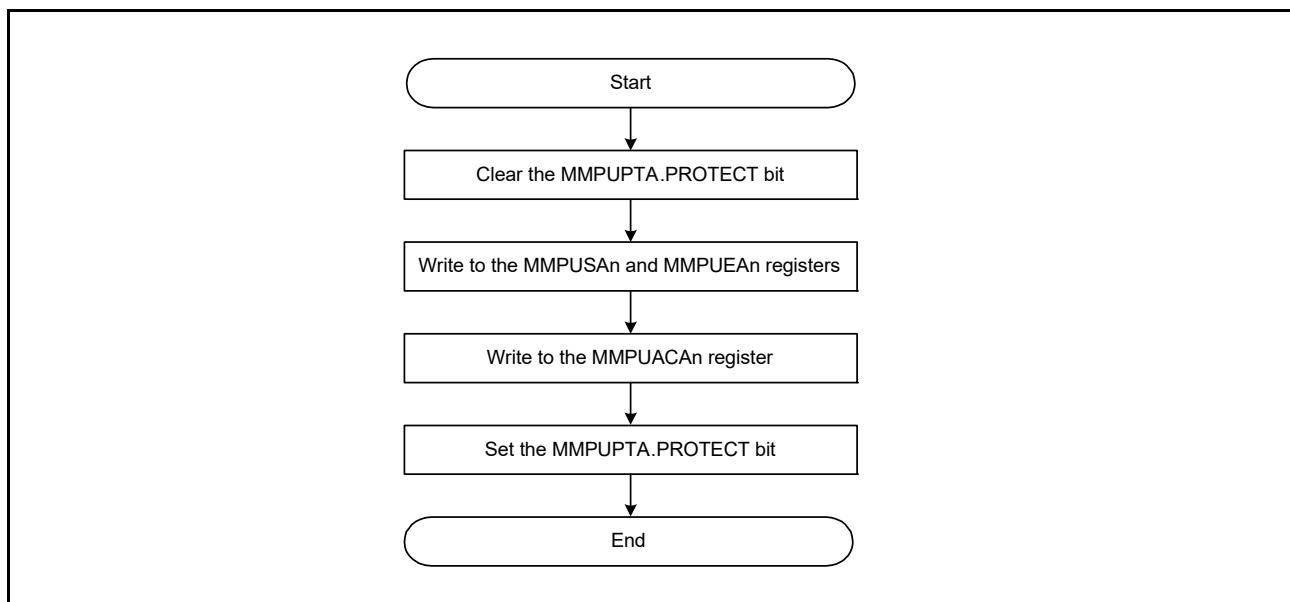 Start
Clear the MMPUPTA.PROTECT bit
Write to the MMPUSAn and MMPUEAn registers
Write to the MMPUACAn register
Set the MMPUPTA.PROTECT bit
End